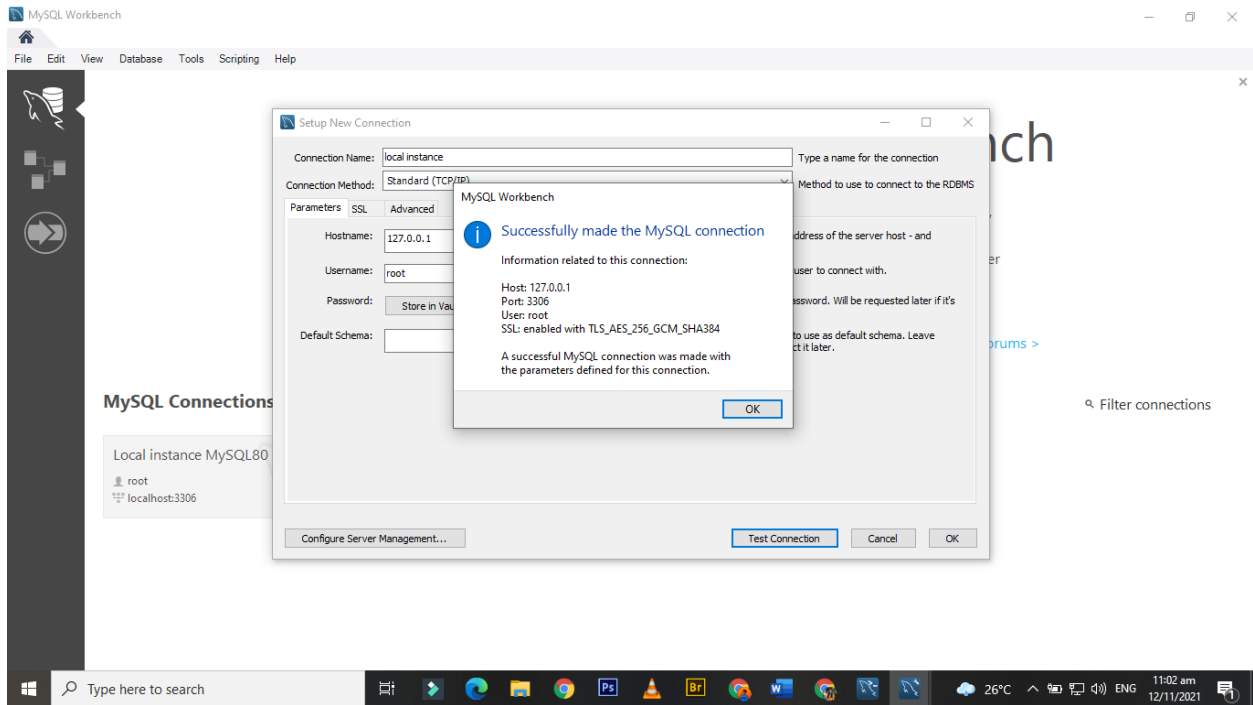 MySQL Workbench
File Edit View Database Tools Scripting Help
nch
Setup New Connection
Connection Name: local instance Type a name for the connection
Connection Method: Standard (TCP/IP) Method to use to connect to the RDBMS
Parameters SSL Advanced
MySQL Workbench
Successfully made the MySQL connection
Information related to this connection:
Host: 127.0.0.1
Port: 3306
User: root
SSL: enabled with TLS_AES_256_GCM_SHA384
A successful MySQL connection was made with
the parameters defined for this connection.
OK
Hostname: 127.0.0.1 address of the server host - and
Username: root user to connect with.
er
Password: Store in Vau assword. Will be requested later if it's
Default Schema: to use as default schema. Leave
ct it later.
orums >
MySQL Connections
Filter connections
Local instance MySQL80
root
localhost:3306
Configure Server Management... Test Connection Cancel OK
Type here to search
Ps
Br
W
26°C ENG 11:02 am
12/11/2021
1